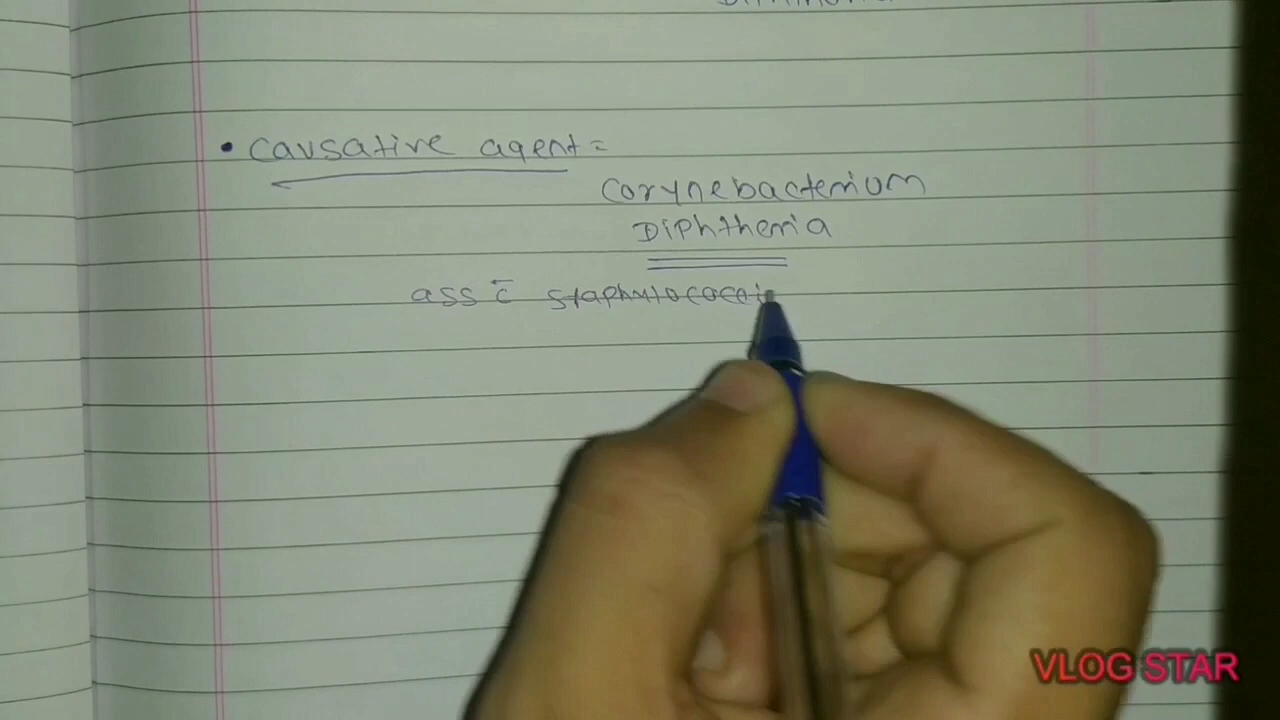 • Causative agent =
Corynebacterium
Diphtheria
ass c̄ staphylococci
VLOG STAR